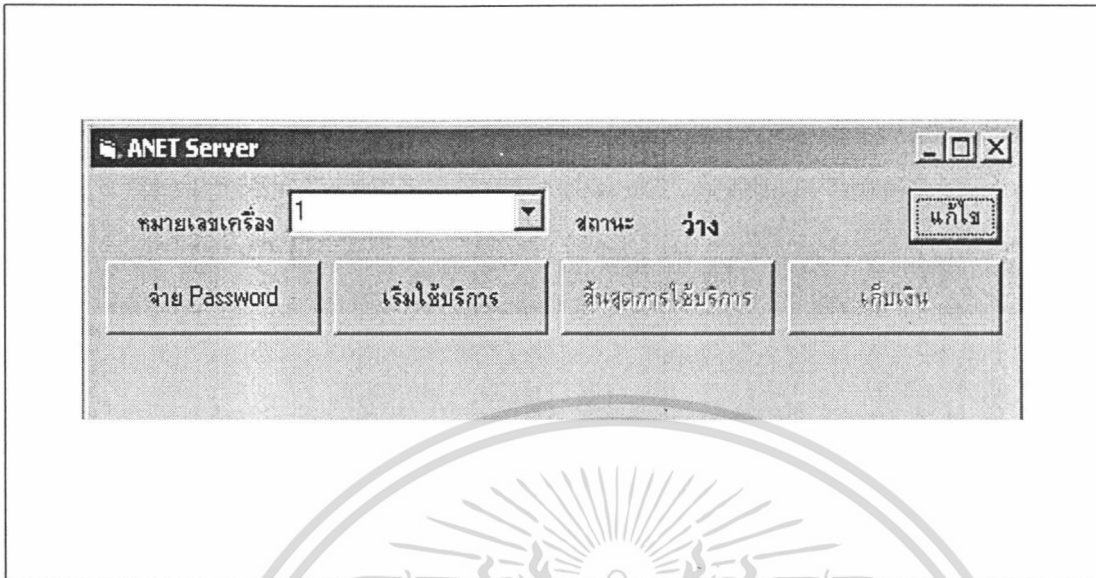 ANET Server
หมายเลขเครื่อง 1 สถานะ ว่าง แก้ไข
จ่าย Password เริ่มใช้บริการ สิ้นสุดการใช้บริการ เก็บเงิน